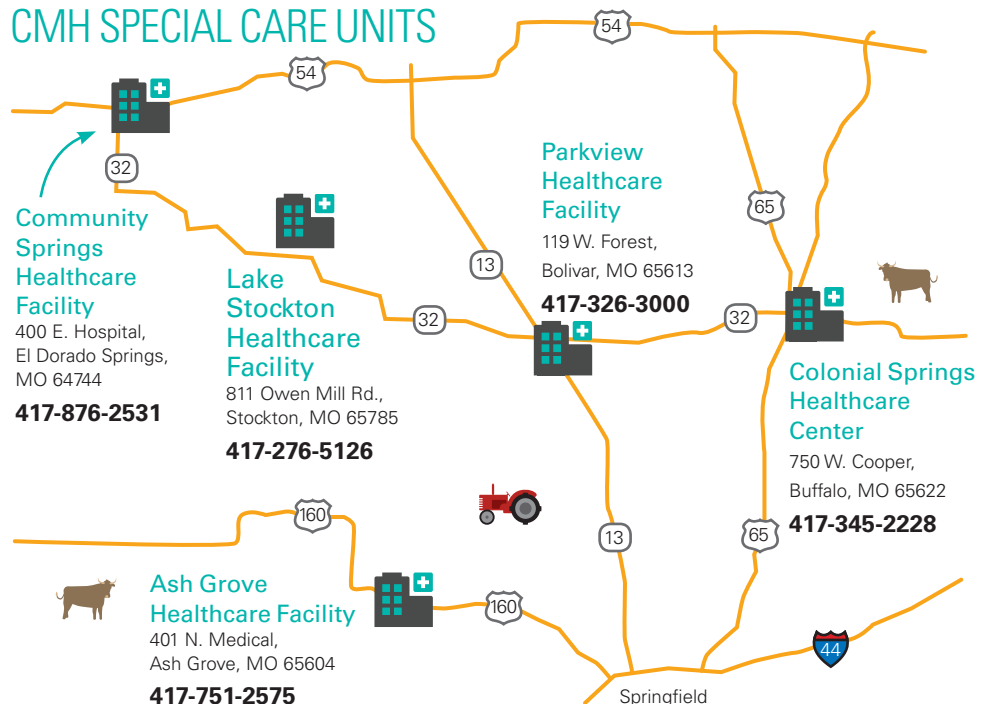 CMH SPECIAL CARE UNITS
54
54
32
Community
Springs
Healthcare
Facility
400 E. Hospital,
El Dorado Springs,
MO 64744
417-876-2531
Lake
Stockton
Healthcare
Facility
811 Owen Mill Rd.,
Stockton, MO 65785
417-276-5126
13
32
Parkview
Healthcare
Facility
119 W. Forest,
Bolivar, MO 65613
417-326-3000
65
32
Colonial Springs
Healthcare
Center
750 W. Cooper,
Buffalo, MO 65622
417-345-2228
160
Ash Grove
Healthcare Facility
401 N. Medical,
Ash Grove, MO 65604
417-751-2575
160
13
65
44
Springfield